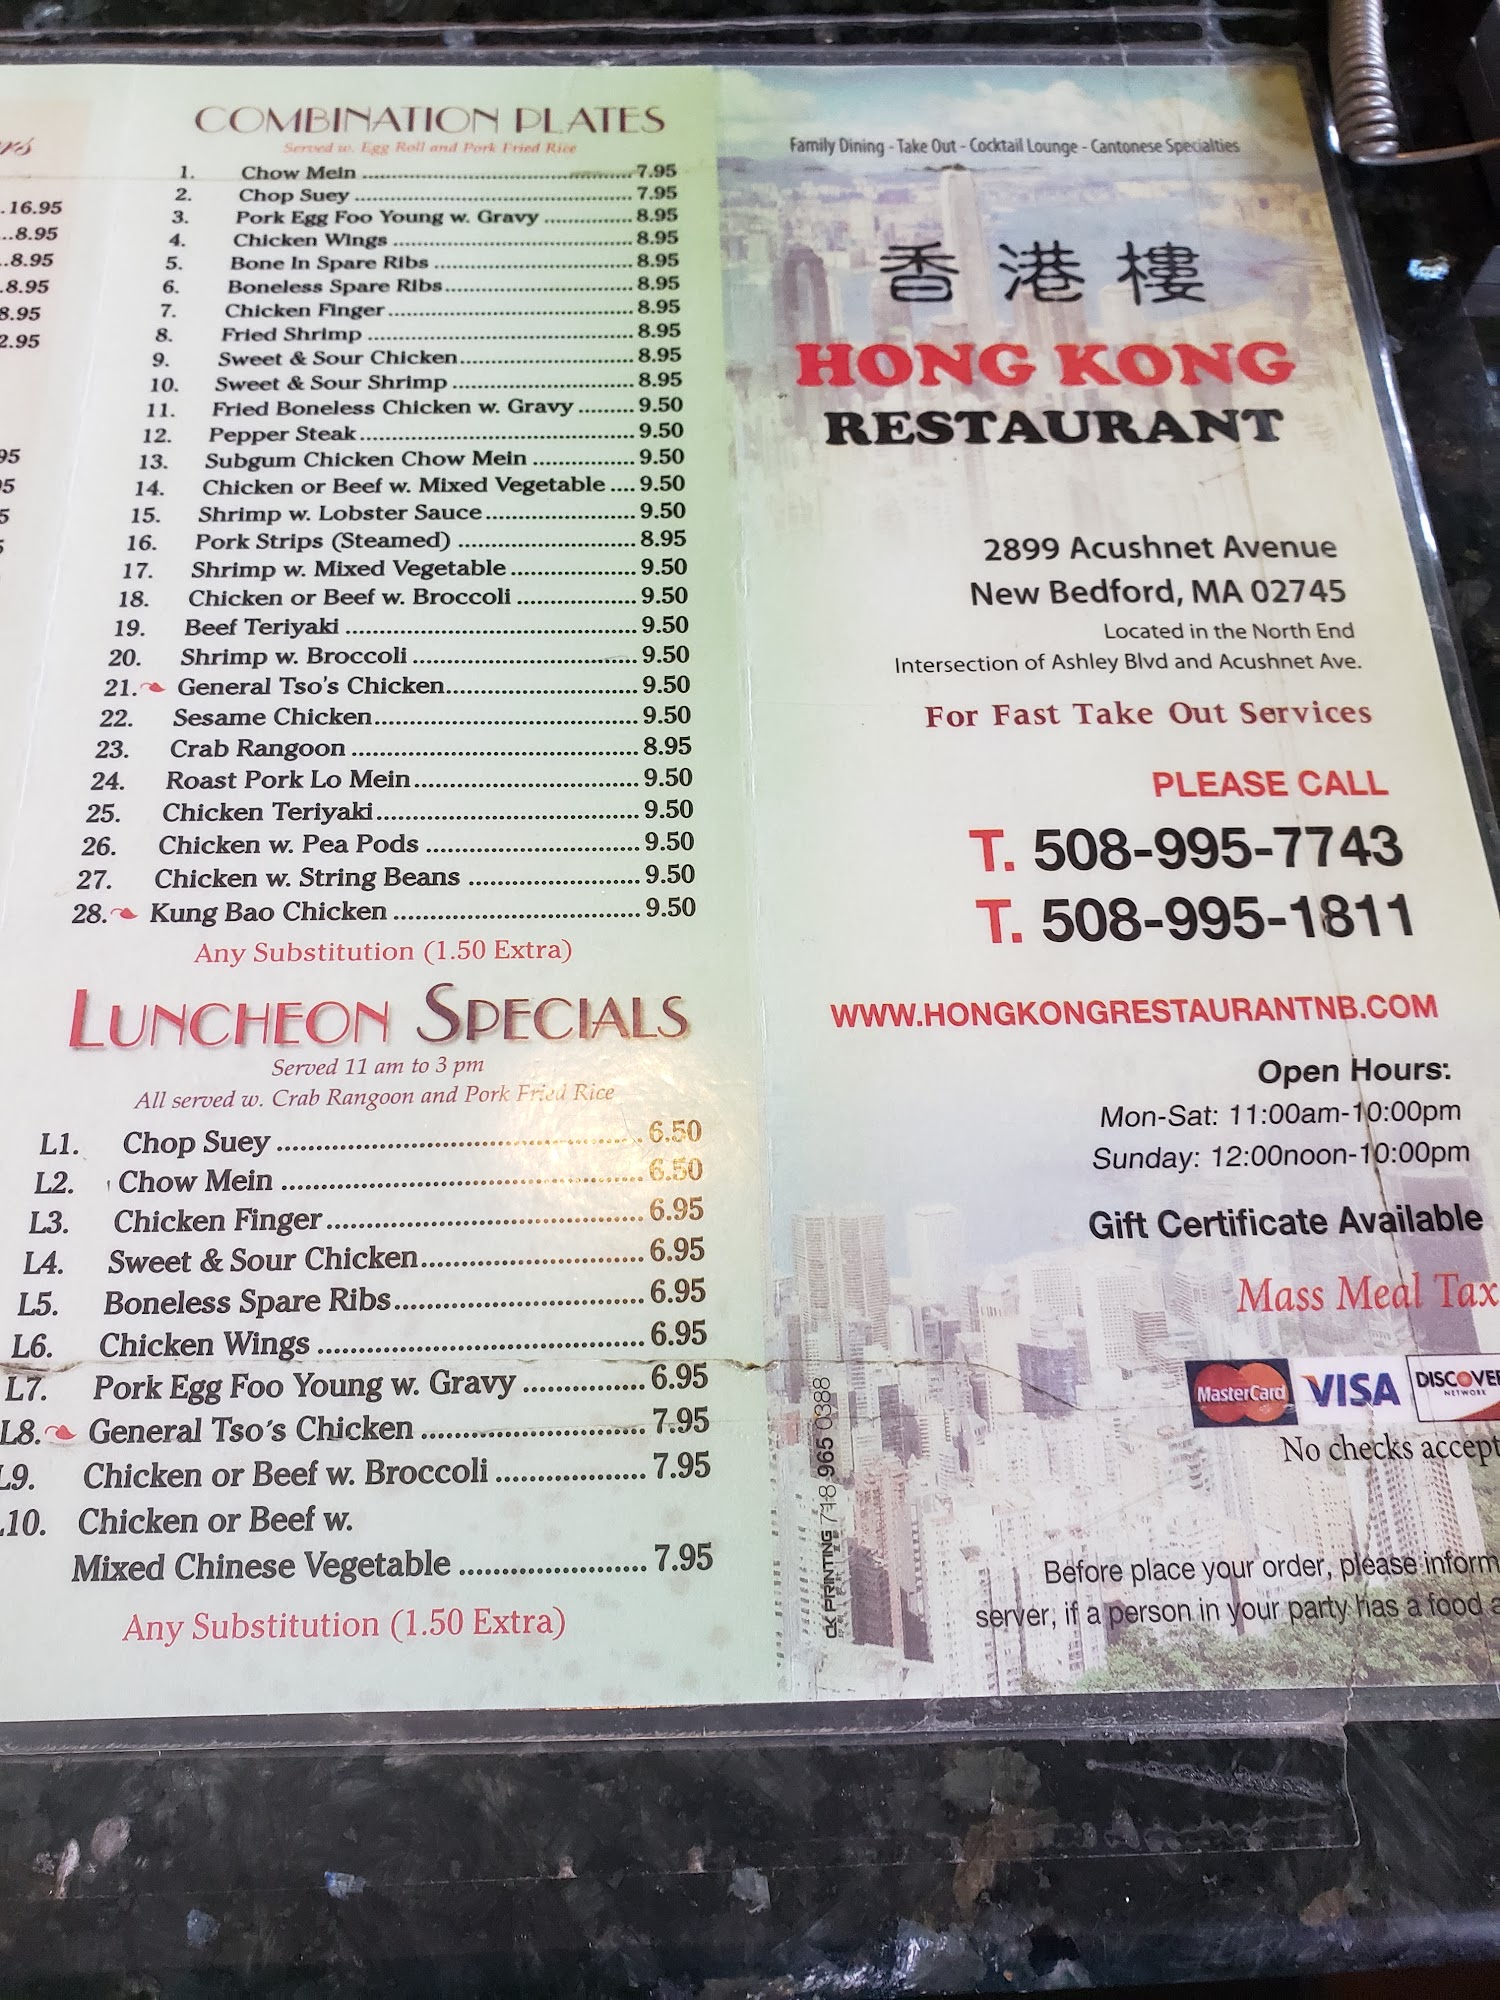 16.95
8.95
8.95
8.95
COMBINATION PLATES
Served w. Egg Roll and Pork Fried Rice
1. Chow Mein 7.95
2. Chop Suey 7.95
3. Pork Egg Foo Young w. Gravy 8.95
4. Chicken Wings 8.95
5. Bone In Spare Ribs 8.95
6. Boneless Spare Ribs 8.95
7. Chicken Finger 8.95
8. Fried Shrimp 8.95
9. Sweet & Sour Chicken 8.95
10. Sweet & Sour Shrimp 8.95
11. Fried Boneless Chicken w. Gravy 9.50
12. Pepper Steak 9.50
13. Subgum Chicken Chow Mein 9.50
14. Chicken or Beef w. Mixed Vegetable 9.50
15. Shrimp w. Lobster Sauce 9.50
16. Pork Strips (Steamed) 8.95
17. Shrimp w. Mixed Vegetable 9.50
18. Chicken or Beef w. Broccoli 9.50
19. Beef Teriyaki 9.50
20. Shrimp w. Broccoli 9.50
21. General Tso's Chicken 9.50
22. Sesame Chicken 9.50
23. Crab Rangoon 8.95
24. Roast Pork Lo Mein 9.50
25. Chicken Teriyaki 9.50
26. Chicken w. Pea Pods 9.50
27. Chicken w. String Beans 9.50
28. Kung Bao Chicken 9.50
Any Substitution (1.50 Extra)
LUNCHEON SPECIALS
Served 11 am to 3 pm
All served w. Crab Rangoon and Pork Fried Rice
L1. Chop Suey 6.50
L2. Chow Mein 6.50
L3. Chicken Finger 6.95
L4. Sweet & Sour Chicken 6.95
L5. Boneless Spare Ribs 6.95
L6. Chicken Wings 6.95
L7. Pork Egg Foo Young w. Gravy 6.95
L8. General Tso's Chicken 7.95
L9. Chicken or Beef w. Broccoli 7.95
L10. Chicken or Beef w.
Mixed Chinese Vegetable 7.95
Any Substitution (1.50 Extra)
Family Dining - Take Out - Cocktail Lounge - Cantonese Specialties
香港樓
HONG KONG
RESTAURANT
2899 Acushnet Avenue
New Bedford, MA 02745
Located in the North End
Intersection of Ashley Blvd and Acushnet Ave.
For Fast Take Out Services
PLEASE CALL
T. 508-995-7743
T. 508-995-1811
WWW.HONGKONGRESTAURANTNB.COM
Open Hours:
Mon-Sat: 11:00am-10:00pm
Sunday: 12:00noon-10:00pm
Gift Certificate Available
Mass Meal Tax
MasterCard VISA DISCOVER
NETWORK
No checks accept
Before place your order, please inform
server, if a person in your party has a food a
CK PRINTING 718 965 0388